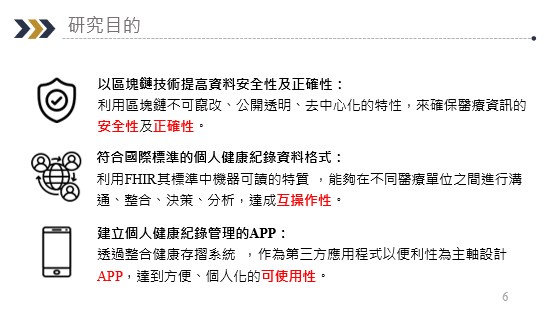 研究目的
以區塊鏈技術提高資料安全性及正確性：
利用區塊鏈不可竄改、公開透明、去中心化的特性，來確保醫療資訊的
安全性及正確性。
符合國際標準的個人健康紀錄資料格式：
利用FHIR其標準中機器可讀的特質 ，能夠在不同醫療單位之間進行溝
通、整合、決策、分析，達成互操作性。
建立個人健康紀錄管理的APP：
透過整合健康存摺系統 ，作為第三方應用程式以便利性為主軸設計
APP，達到方便、個人化的可使用性。
6